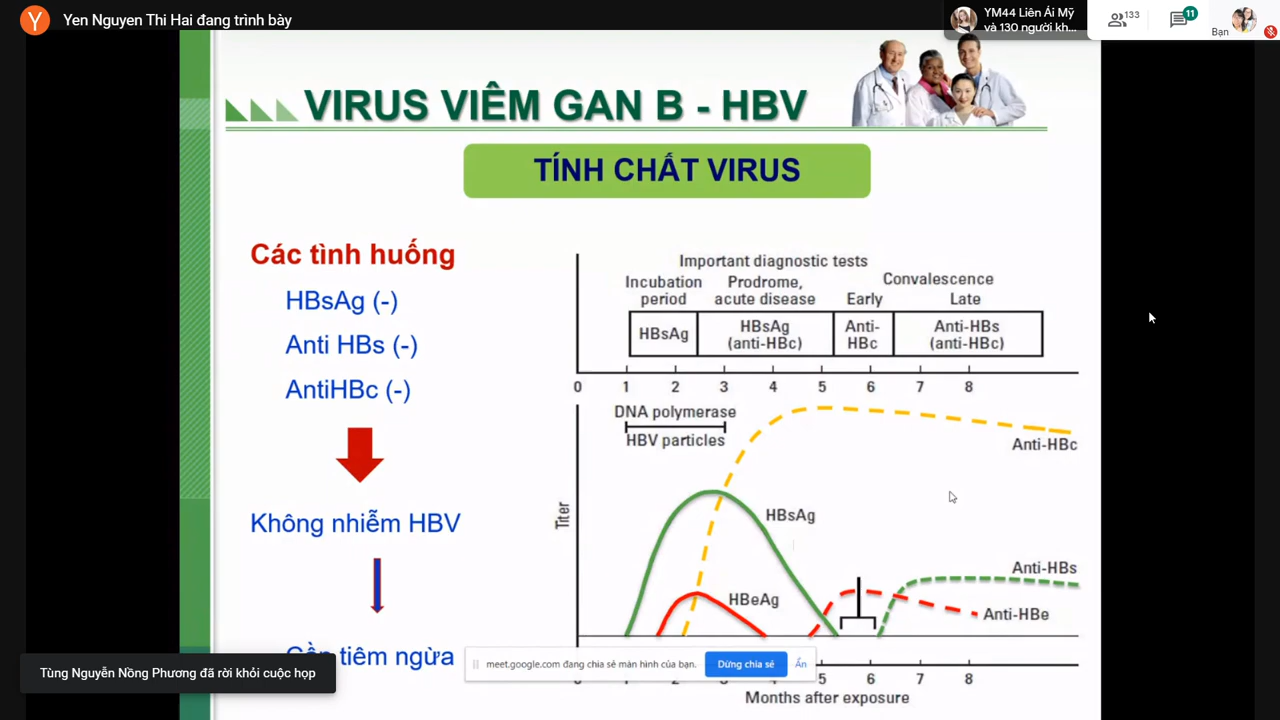 Y
Yen Nguyen Thi Hai đang trình bày
YM44 Liên Ái Mỹ
và 130 người kh...
133
11
Bạn
VIRUS VIÊM GAN B - HBV
TÍNH CHẤT VIRUS
Các tình huống
HBsAg (-)
Anti HBs (-)
AntiHBc (-)
Không nhiễm HBV
tiêm ngừa
Important diagnostic tests
Incubation
period
Prodrome,
acute disease
Convalescence
Early
Late
HBsAg
HBsAg
(anti-HBc)
Anti-
HBc
Anti-HBs
(anti-HBc)
0 1 2 3 4 5 6 7 8
DNA polymerase
HBV particles
Anti-HBc
Titer
HBsAg
HBeAg
Anti-HBs
Anti-HBe
6 7 8
Months after exposure
meet.google.com đang chia sẻ màn hình của bạn.
Dừng chia sẻ
Ẩn
Tùng Nguyễn Nồng Phương đã rời khỏi cuộc họp